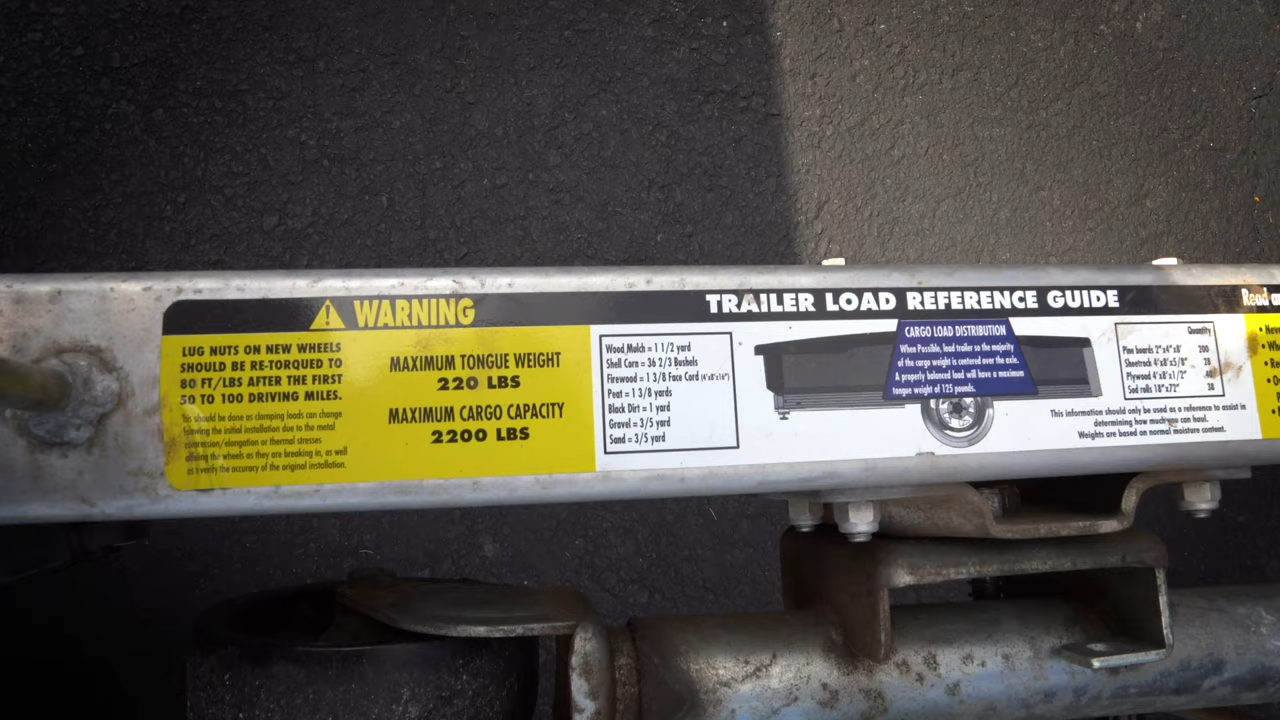 WARNING
LUG NUTS ON NEW WHEELS
SHOULD BE RE-TORQUED TO
80 FT/LBS AFTER THE FIRST
50 TO 100 DRIVING MILES.
This should be done as clamping loads can change
following the initial installation due to the metal
compression/elongation or thermal stresses
affecting the wheels as they are breaking in, as well
as to verify the accuracy of the original installation.
MAXIMUM TONGUE WEIGHT
220 LBS
MAXIMUM CARGO CAPACITY
2200 LBS
TRAILER LOAD REFERENCE GUIDE
Wood Mulch = 1 1/2 yard
Shell Corn = 36 2/3 Bushels
Firewood = 1 3/8 Face Cord (4'x8'x16")
Peat = 1 3/8 yards
Black Dirt = 1 yard
Gravel = 3/5 yard
Sand = 3/5 yard
CARGO LOAD DISTRIBUTION
When Possible, load trailer so the majority
of the cargo weight is centered over the axle.
A properly balanced load will have a maximum
tongue weight of 125 pounds.
Quantity
Pine boards 2"x4"x8' 200
Sheetrock 4'x8'x5/8" 28
Plywood 4'x8'x1/2"
Sod rolls 18"x72" 38
This information should only be used as a reference to assist in
determining how much you can haul.
Weights are based on normal moisture content.
Read